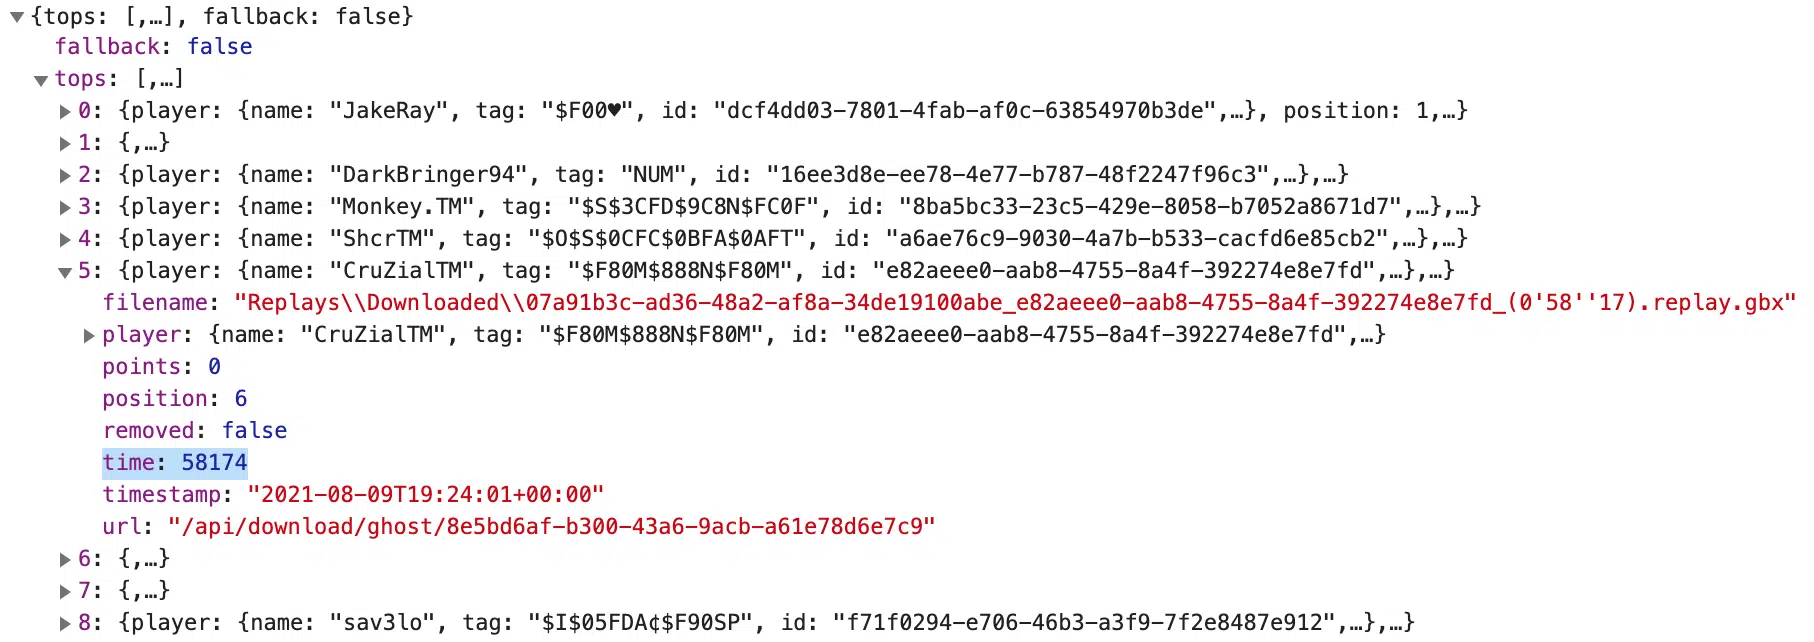 {tops: [,…], fallback: false}
fallback: false
tops: [,…]
0: {player: {name: "JakeRay", tag: "$F00♥", id: "dcf4dd03-7801-4fab-af0c-63854970b3de",…}, position: 1,…}
1: {,…}
2: {player: {name: "DarkBringer94", tag: "NUM", id: "16ee3d8e-ee78-4e77-b787-48f2247f96c3",…},…}
3: {player: {name: "Monkey.TM", tag: "$S$3CFD$9C8N$FC0F", id: "8ba5bc33-23c5-429e-8058-b7052a8671d7",…},…}
4: {player: {name: "ShcrTM", tag: "$O$S$0CFC$0BFA$0AFT", id: "a6ae76c9-9030-4a7b-b533-cacfd6e85cb2",…},…}
5: {player: {name: "CruZialTM", tag: "$F80M$888N$F80M", id: "e82aeee0-aab8-4755-8a4f-392274e8e7fd",…},…}
filename: "Replays\\Downloaded\\07a91b3c-ad36-48a2-af8a-34de19100abe_e82aeee0-aab8-4755-8a4f-392274e8e7fd_(0'58''17).replay.gbx"
player: {name: "CruZialTM", tag: "$F80M$888N$F80M", id: "e82aeee0-aab8-4755-8a4f-392274e8e7fd",…}
points: 0
position: 6
removed: false
time: 58174
timestamp: "2021-08-09T19:24:01+00:00"
url: "/api/download/ghost/8e5bd6af-b300-43a6-9acb-a61e78d6e7c9"
6: {,…}
7: {,…}
8: {player: {name: "sav3lo", tag: "$I$05FDA¢$F90SP", id: "f71f0294-e706-46b3-a3f9-7f2e8487e912",…},…}